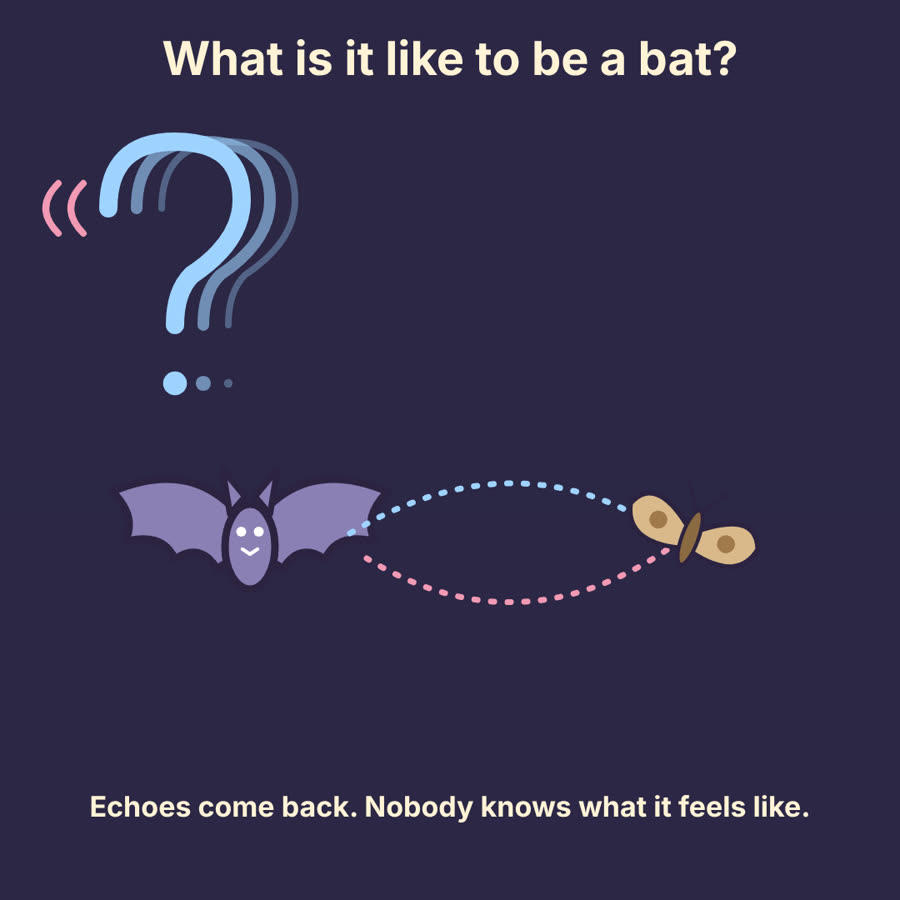 What is it like to be a bat?
?
Echoes come back. Nobody knows what it feels like.